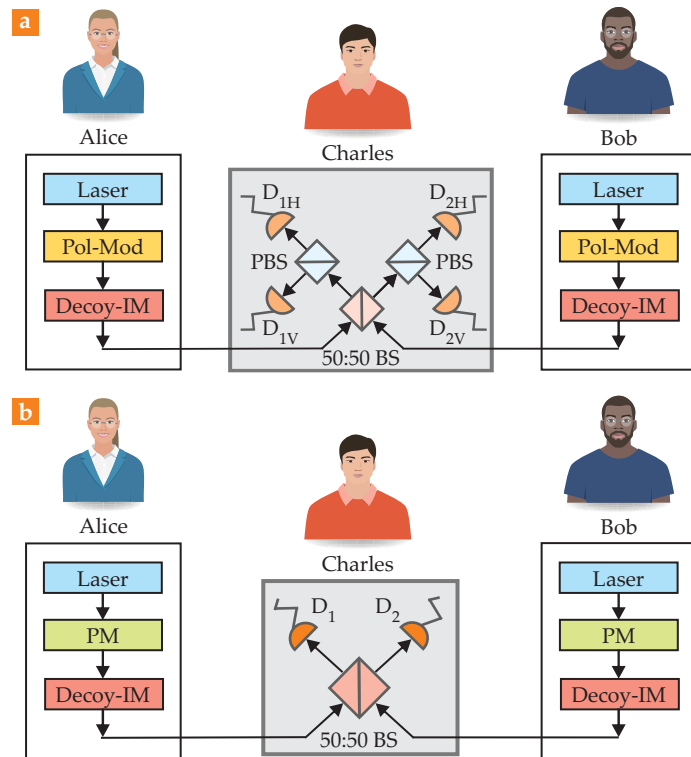 a
Alice
Charles
Bob
Laser
Pol-Mod
Decoy-IM
D1H
D2H
PBS
PBS
D1V
D2V
50:50 BS
Laser
Pol-Mod
Decoy-IM
b
Alice
Charles
Bob
Laser
PM
Decoy-IM
D1
D2
50:50 BS
Laser
PM
Decoy-IM